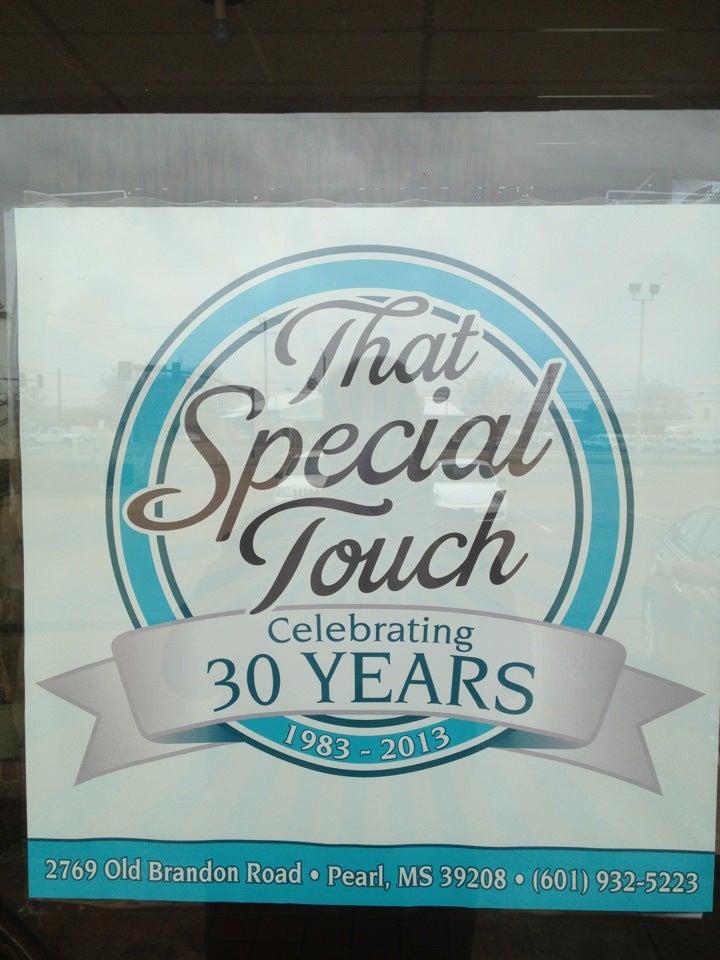 That
Special
Touch
Celebrating
30 YEARS
1983 - 2013
2769 Old Brandon Road • Pearl, MS 39208 • (601) 932-5223